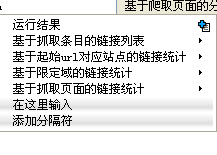 基于爬取页面的分
运行结果
基于抓取条目的链接列表
基于起始url对应站点的链接统计
基于限定域的链接统计
基于抓取页面的链接统计
在这里输入
添加分隔符